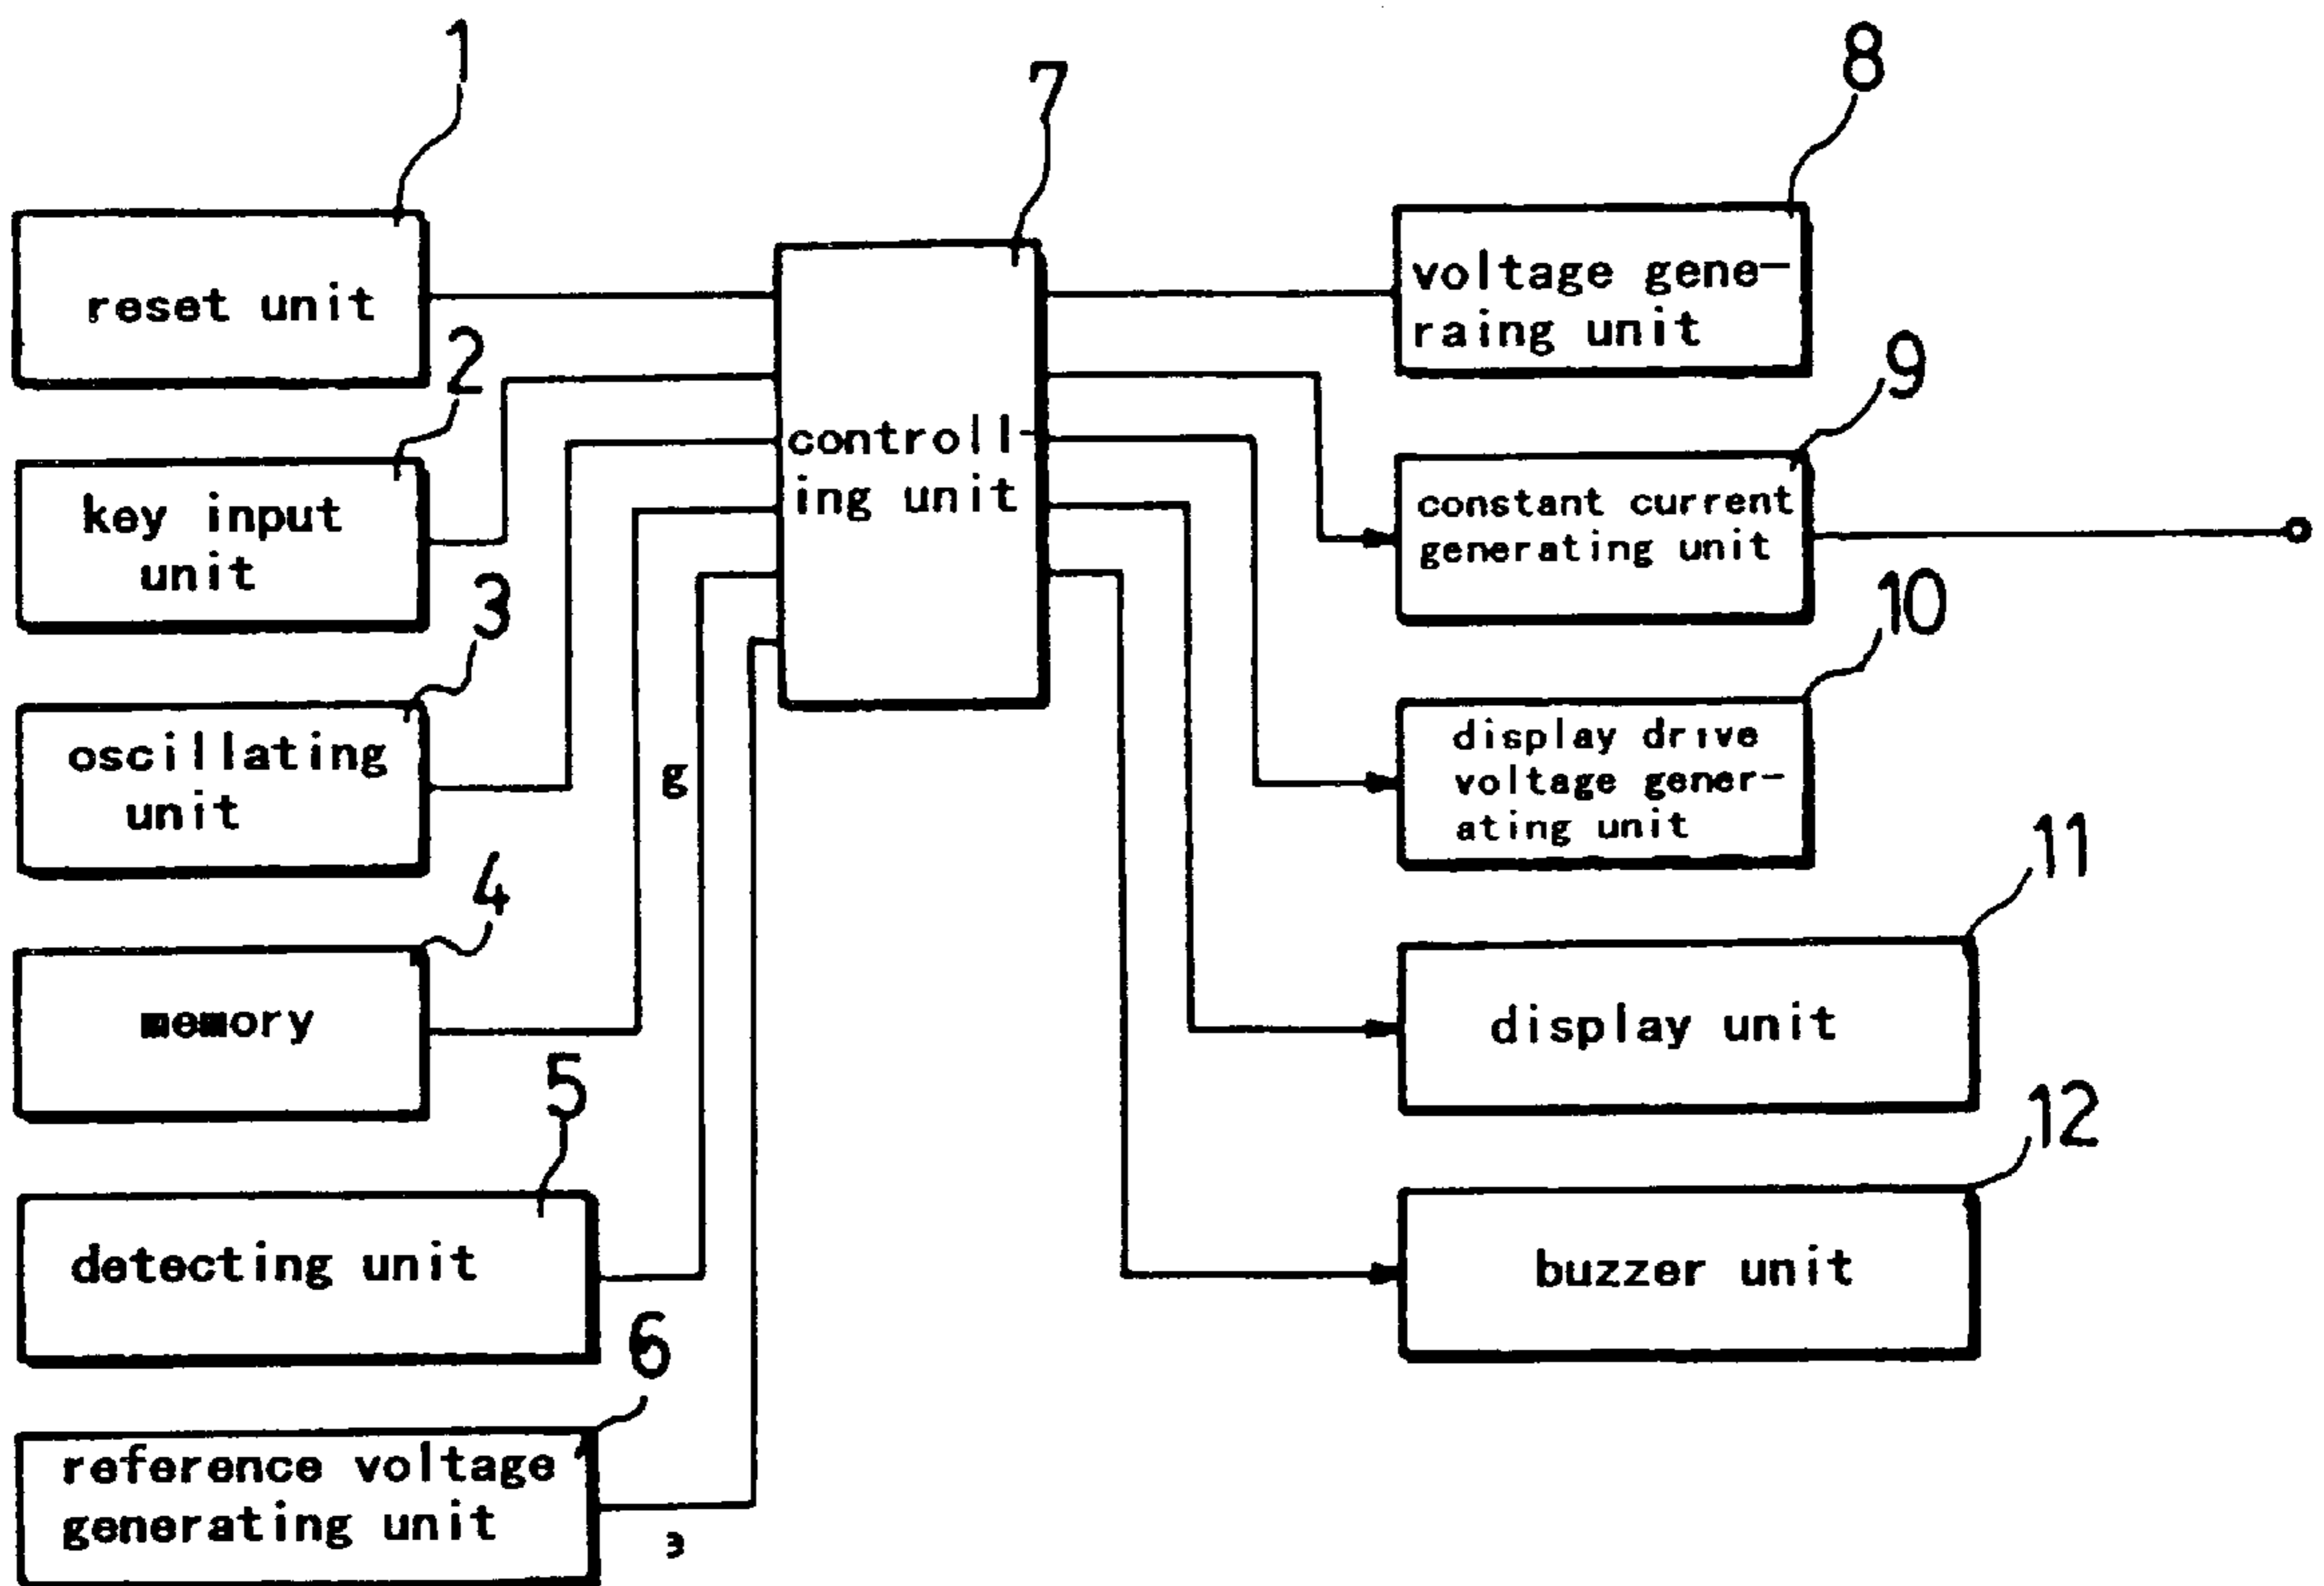 1
reset unit
2
key input
unit
3
oscillating
unit
4
memory
5
detecting unit
6
reference voltage
generating unit
g
7
controll-
ing unit
8
voltage gene-
raing unit
9
constant current
generating unit
10
display drive
voltage gener-
ating unit
11
display unit
12
buzzer unit